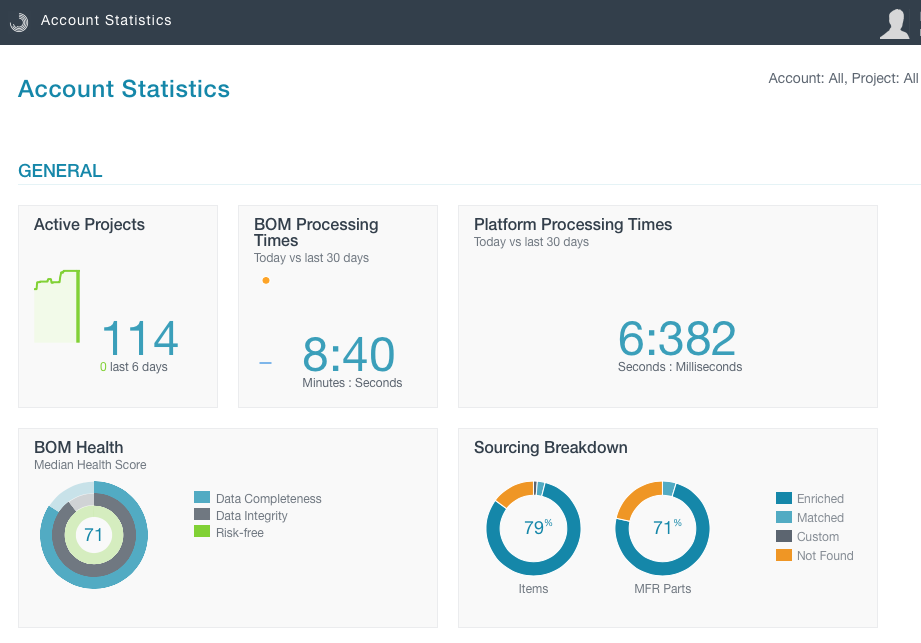 Account Statistics
Account Statistics
Account: All, Project: All
GENERAL
Active Projects
114
0 last 6 days
BOM Processing
Times
Today vs last 30 days
8:40
Minutes : Seconds
Platform Processing Times
Today vs last 30 days
6:382
Seconds : Milliseconds
BOM Health
Median Health Score
71
Data Completeness
Data Integrity
Risk-free
Sourcing Breakdown
79%
Items
71%
MFR Parts
Enriched
Matched
Custom
Not Found